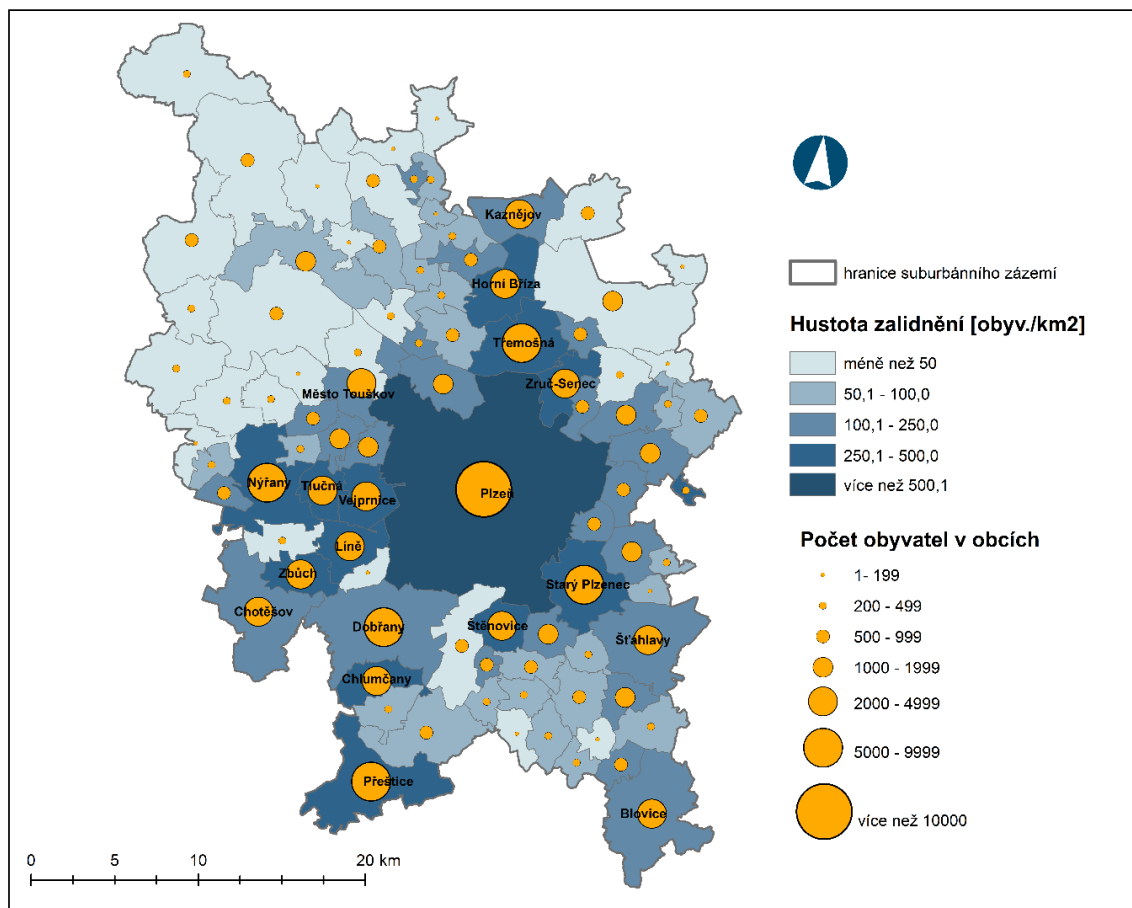 Kaznějov
Horní Bříza
Třemošná
Zruč-Senec
Město Touškov
Nýřany
Tlučná
Vejprnice
Plzeň
Líně
Zbůch
Starý Plzenec
Chotěšov
Dobřany
Štěnovice
Šťáhlavy
Chlumčany
Přeštice
Blovice
0 5 10 20 km
hranice suburbánního zázemí
Hustota zalidnění [obyv./km2]
méně než 50
50,1 - 100,0
100,1 - 250,0
250,1 - 500,0
více než 500,1
Počet obyvatel v obcích
1- 199
200 - 499
500 - 999
1000 - 1999
2000 - 4999
5000 - 9999
více než 10000